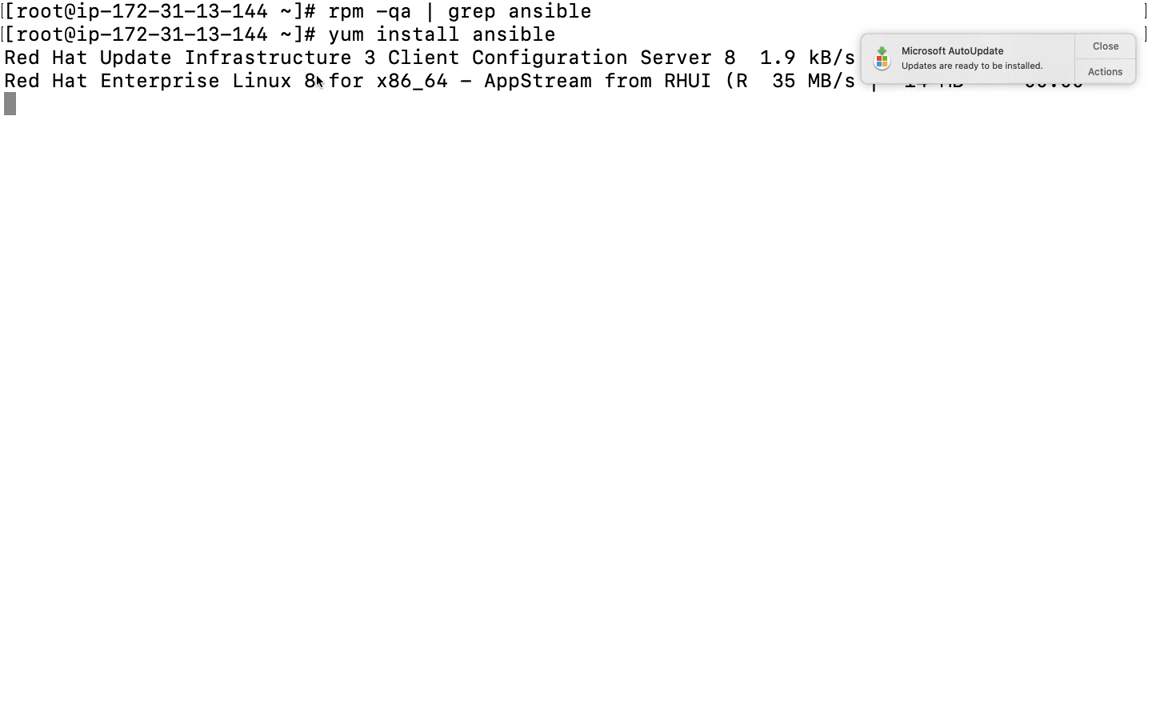 [[root@ip-172-31-13-144 ~]# rpm -qa | grep ansible ]
[[root@ip-172-31-13-144 ~]# yum install ansible ]
Red Hat Update Infrastructure 3 Client Configuration Server 8 1.9 kB/s
Red Hat Enterprise Linux 8 for x86_64 - AppStream from RHUI (R 35 MB/s |
Microsoft AutoUpdate
Updates are ready to be installed.
Close
Actions